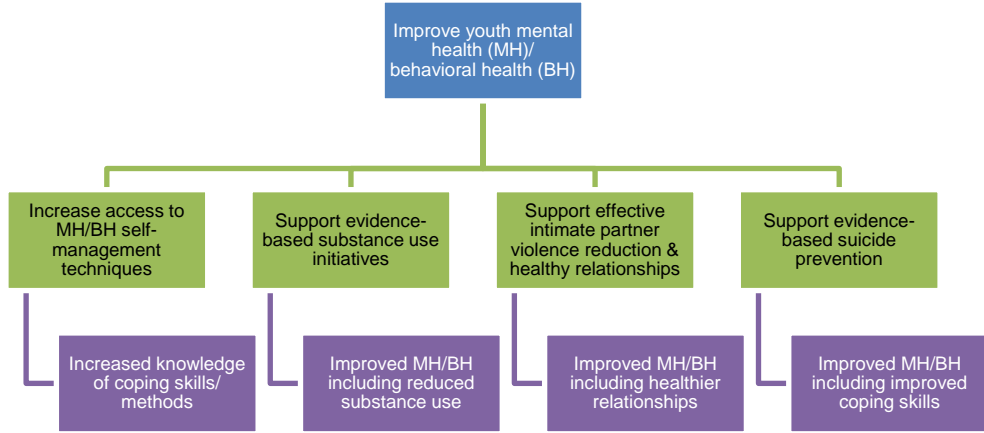 Improve youth mental
health (MH)/
behavioral health (BH)
Increase access to
MH/BH self-
management
techniques
Support evidence-
based substance use
initiatives
Support effective
intimate partner
violence reduction &
healthy relationships
Support evidence-
based suicide
prevention
Increased knowledge
of coping skills/
methods
Improved MH/BH
including reduced
substance use
Improved MH/BH
including healthier
relationships
Improved MH/BH
including improved
coping skills